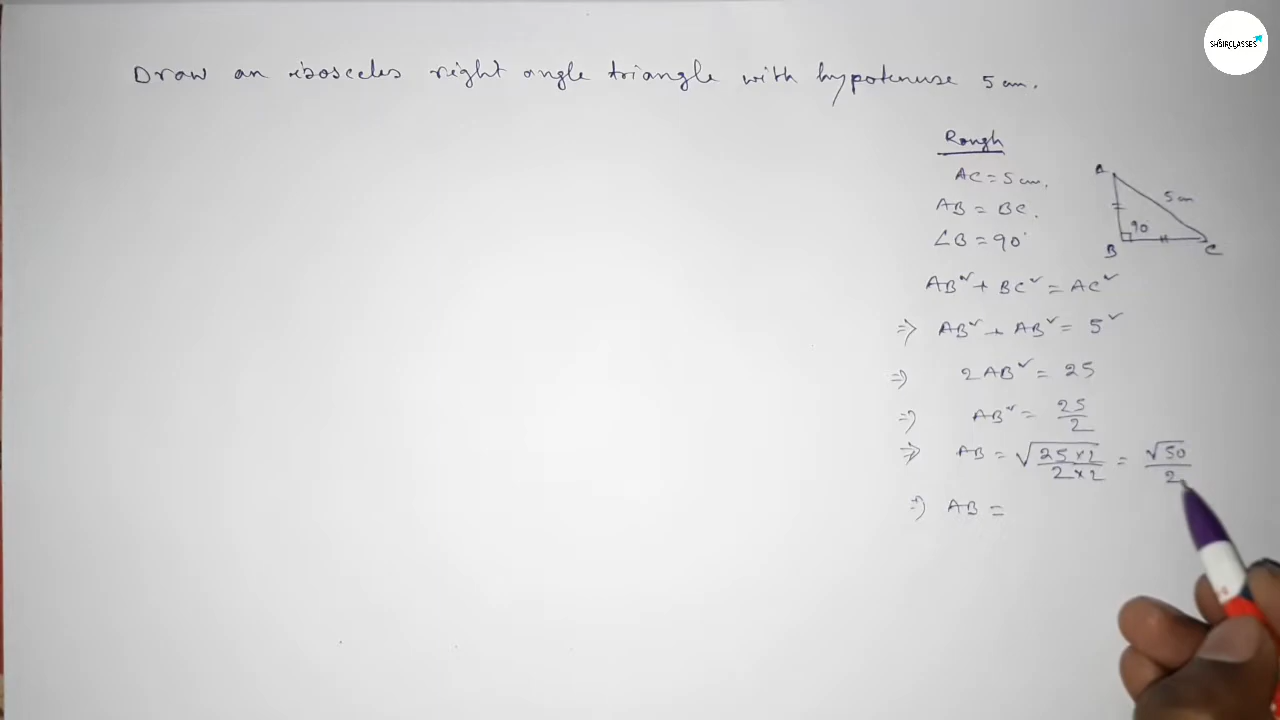 SHSIRCLASSES
Draw an isosceles right angle triangle with hypotenuse 5 cm.
Rough
AC = 5 cm.
AB = BC.
∠B = 90°
A
5 cm
90
B
C
AB² + BC² = AC²
⇒ AB² + AB² = 5²
⇒ 2AB² = 25
⇒ AB² = 25/2
⇒ AB = √(25×2/2×2) = √50/2
⇒ AB =